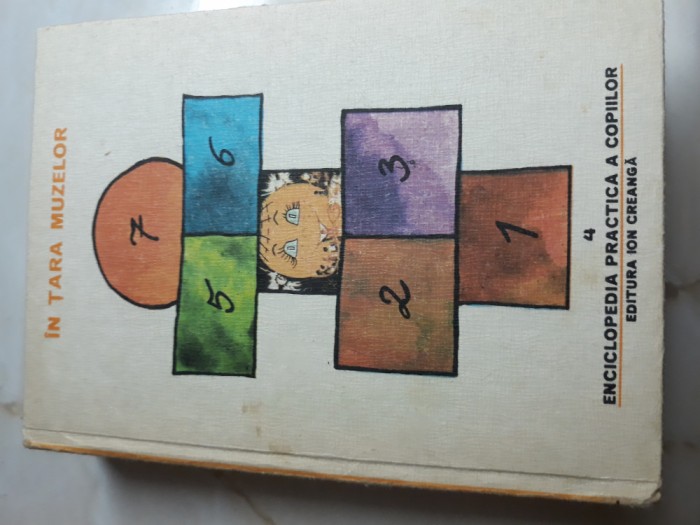 ÎN ȚARA MUZELOR
7
5 6
2 3
1
4
ENCICLOPEDIA PRACTICĂ A COPIILOR
EDITURA ION CREANGĂ